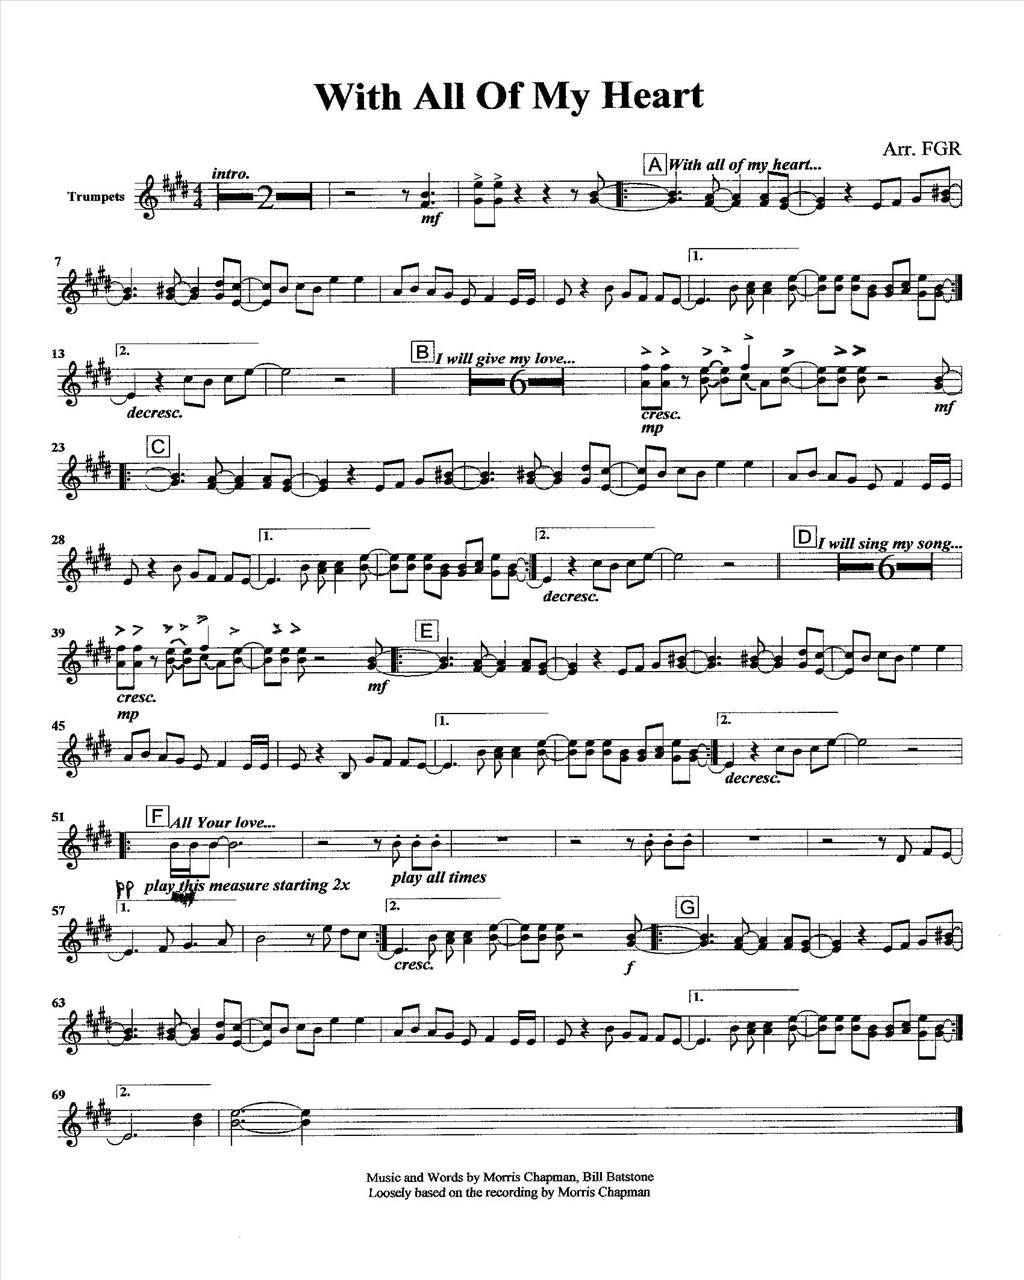 With All Of My Heart
Arr. FGR
intro.
A With all of my heart...
Trumpets
2
mf
7
1.
13
2.
B I will give my love...
6
decresc.
cresc.
mp
mf
23
C
28
1.
2.
D I will sing my song...
6
decresc.
39
E
cresc.
mp
mf
45
1.
2.
decresc.
51
F All Your love...
pp play this measure starting 2x
play all times
57
1.
2.
G
cresc.
f
63
1.
69
2.
Music and Words by Morris Chapman, Bill Batstone
Loosely based on the recording by Morris Chapman